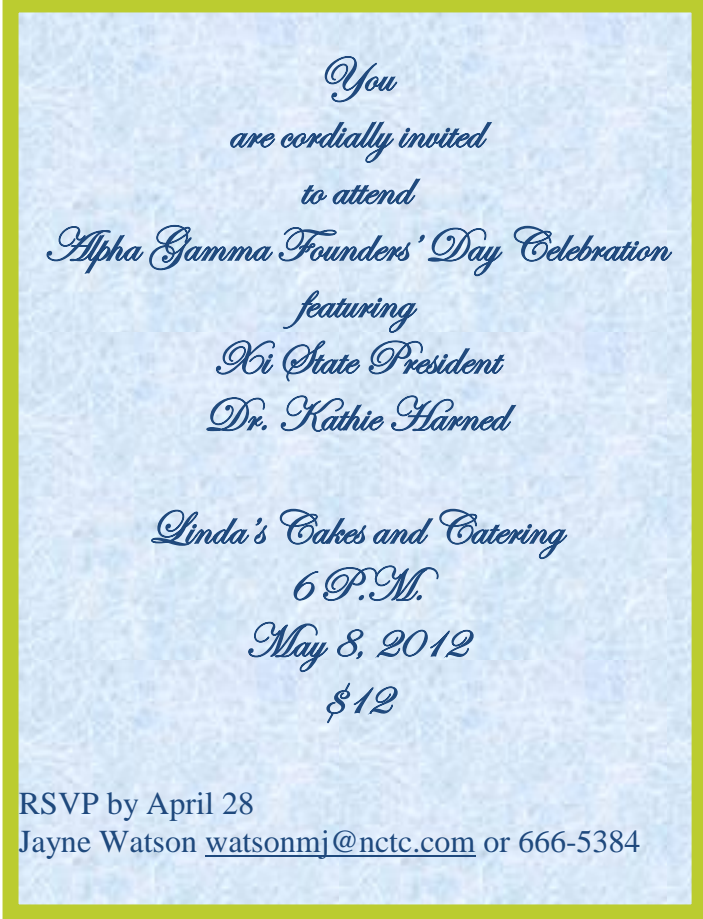 You
are cordially invited
to attend
Alpha Gamma Founders’ Day Celebration
featuring
Xi State President
Dr. Kathie Harned
Linda’s Cakes and Catering
6 P.M.
May 8, 2012
$12
RSVP by April 28
Jayne Watson watsonmj@nctc.com or 666-5384